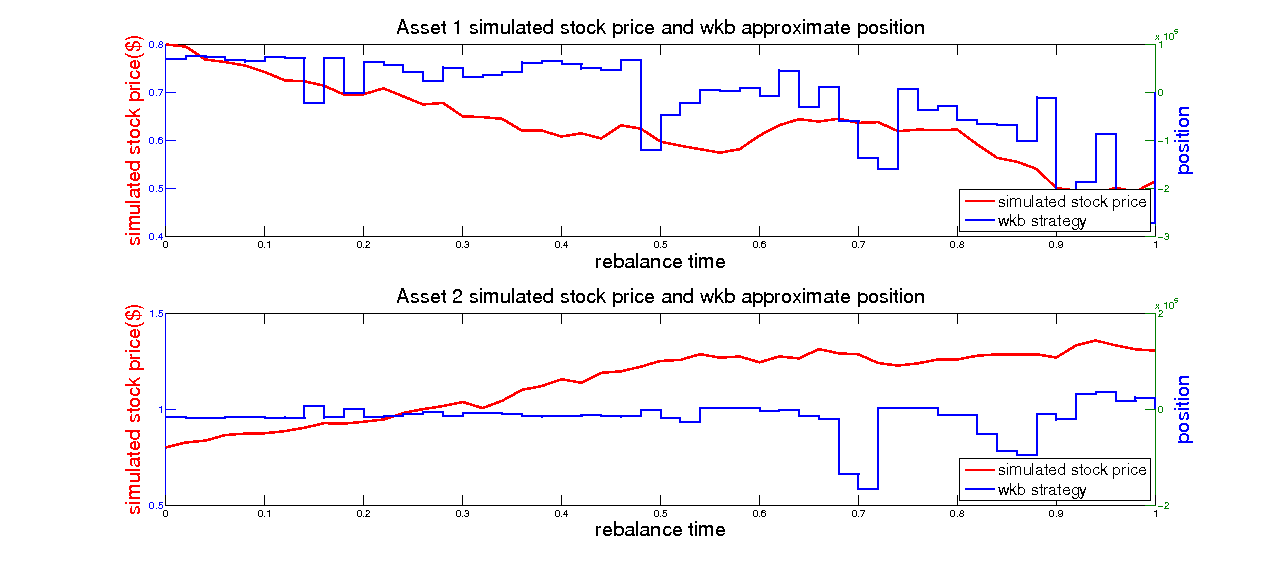 Asset 1 simulated stock price and wkb approximate position
x 10
simulated stock price($)
0.8
0.7
0.6
0.5
0.4
1
0
-1
-2
-3
position
simulated stock price
wkb strategy
0 0.1 0.2 0.3 0.4 0.5 0.6 0.7 0.8 0.9 1
rebalance time
Asset 2 simulated stock price and wkb approximate position
x 10
simulated stock price($)
1.5
1
0.5
2
0
-2
position
simulated stock price
wkb strategy
0 0.1 0.2 0.3 0.4 0.5 0.6 0.7 0.8 0.9 1
rebalance time